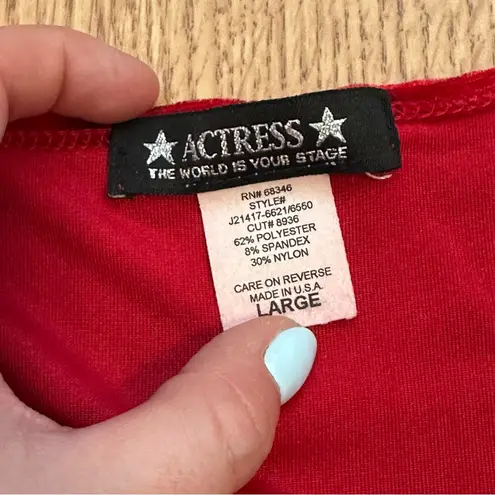 ACTRESS
THE WORLD IS YOUR STAGE
RN# 68346
STYLE#
J21417-6621/6550
CUT# 8936
62% POLYESTER
8% SPANDEX
30% NYLON
CARE ON REVERSE
MADE IN U.S.A.
LARGE